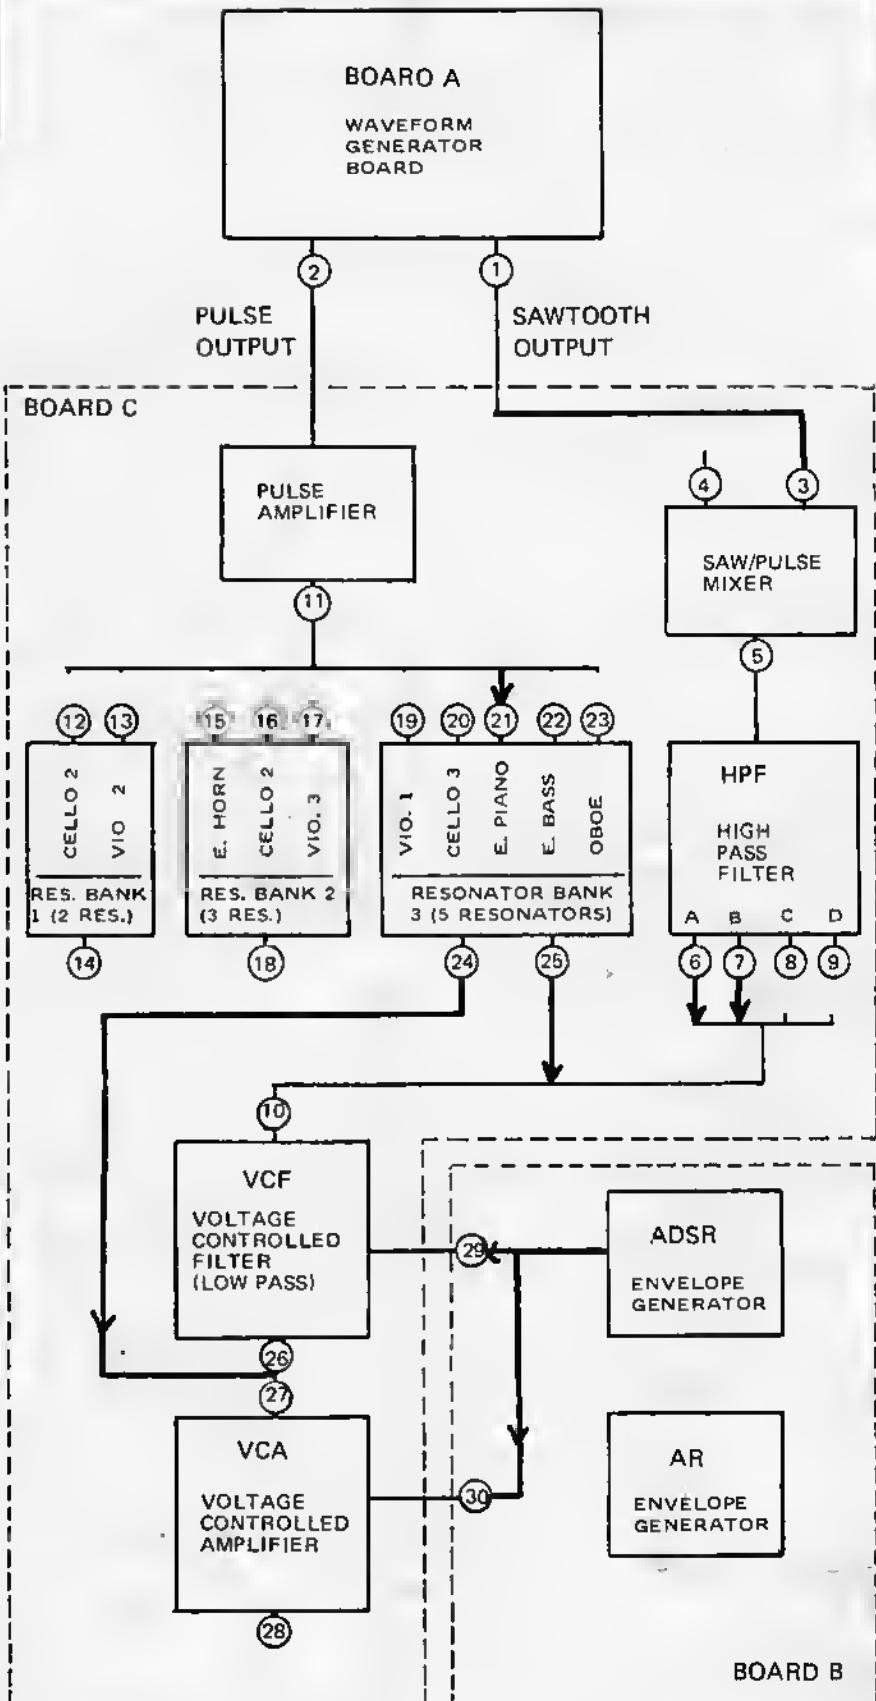 BOARO A
WAVEFORM
GENERATOR
BOARD
2
1
PULSE
OUTPUT
SAWTOOTH
OUTPUT
BOARD C
PULSE
AMPLIFIER
4
3
SAW/PULSE
MIXER
11
5
12
13
15
16
17
19
20
21
22
23
CELLO 2
VIO 2
E. HORN
CELLO 2
VIO. 3
VIO. 1
CELLO 3
E. PIANO
E. BASS
OBOE
RES. BANK
1 (2 RES.)
RES. BANK 2
(3 RES.)
RESONATOR BANK
3 (5 RESONATORS)
HPF
HIGH
PASS
FILTER
A B C D
14
18
24
25
6
7
8
9
10
VCF
VOLTAGE
CONTROLLED
FILTER
(LOW PASS)
29
ADSR
ENVELOPE
GENERATOR
26
27
VCA
VOLTAGE
CONTROLLED
AMPLIFIER
30
AR
ENVELOPE
GENERATOR
28
BOARD B